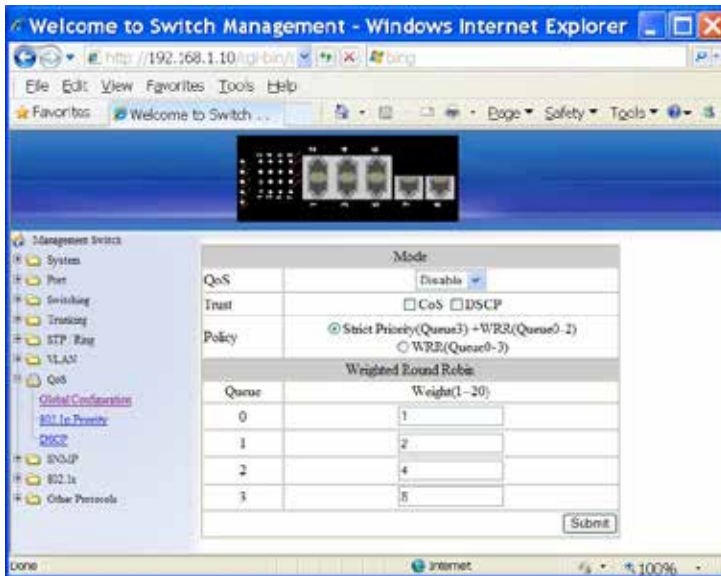 Welcome to Switch Management - Windows Internet Explorer
http://192.168.1.10/cgi-bin/
bing
File Edit View Favorites Tools Help
Favorites Welcome to Switch ...
Page Safety Tools
Management Switch
System
Port
Switching
Trunking
STP Ring
VLAN
QoS
Global Configuration
802.1p Priority
DSCP
SNMP
802.1x
Other Protocols
Mode
QoS Disable
Trust CoS DSCP
Policy Strict Priority(Queue3) +WRR(Queue0-2)
WRR(Queue0-3)
Weighted Round Robin
Queue Weight(1~20)
0 1
1 2
2 4
3
Submit
Done Internet 100%